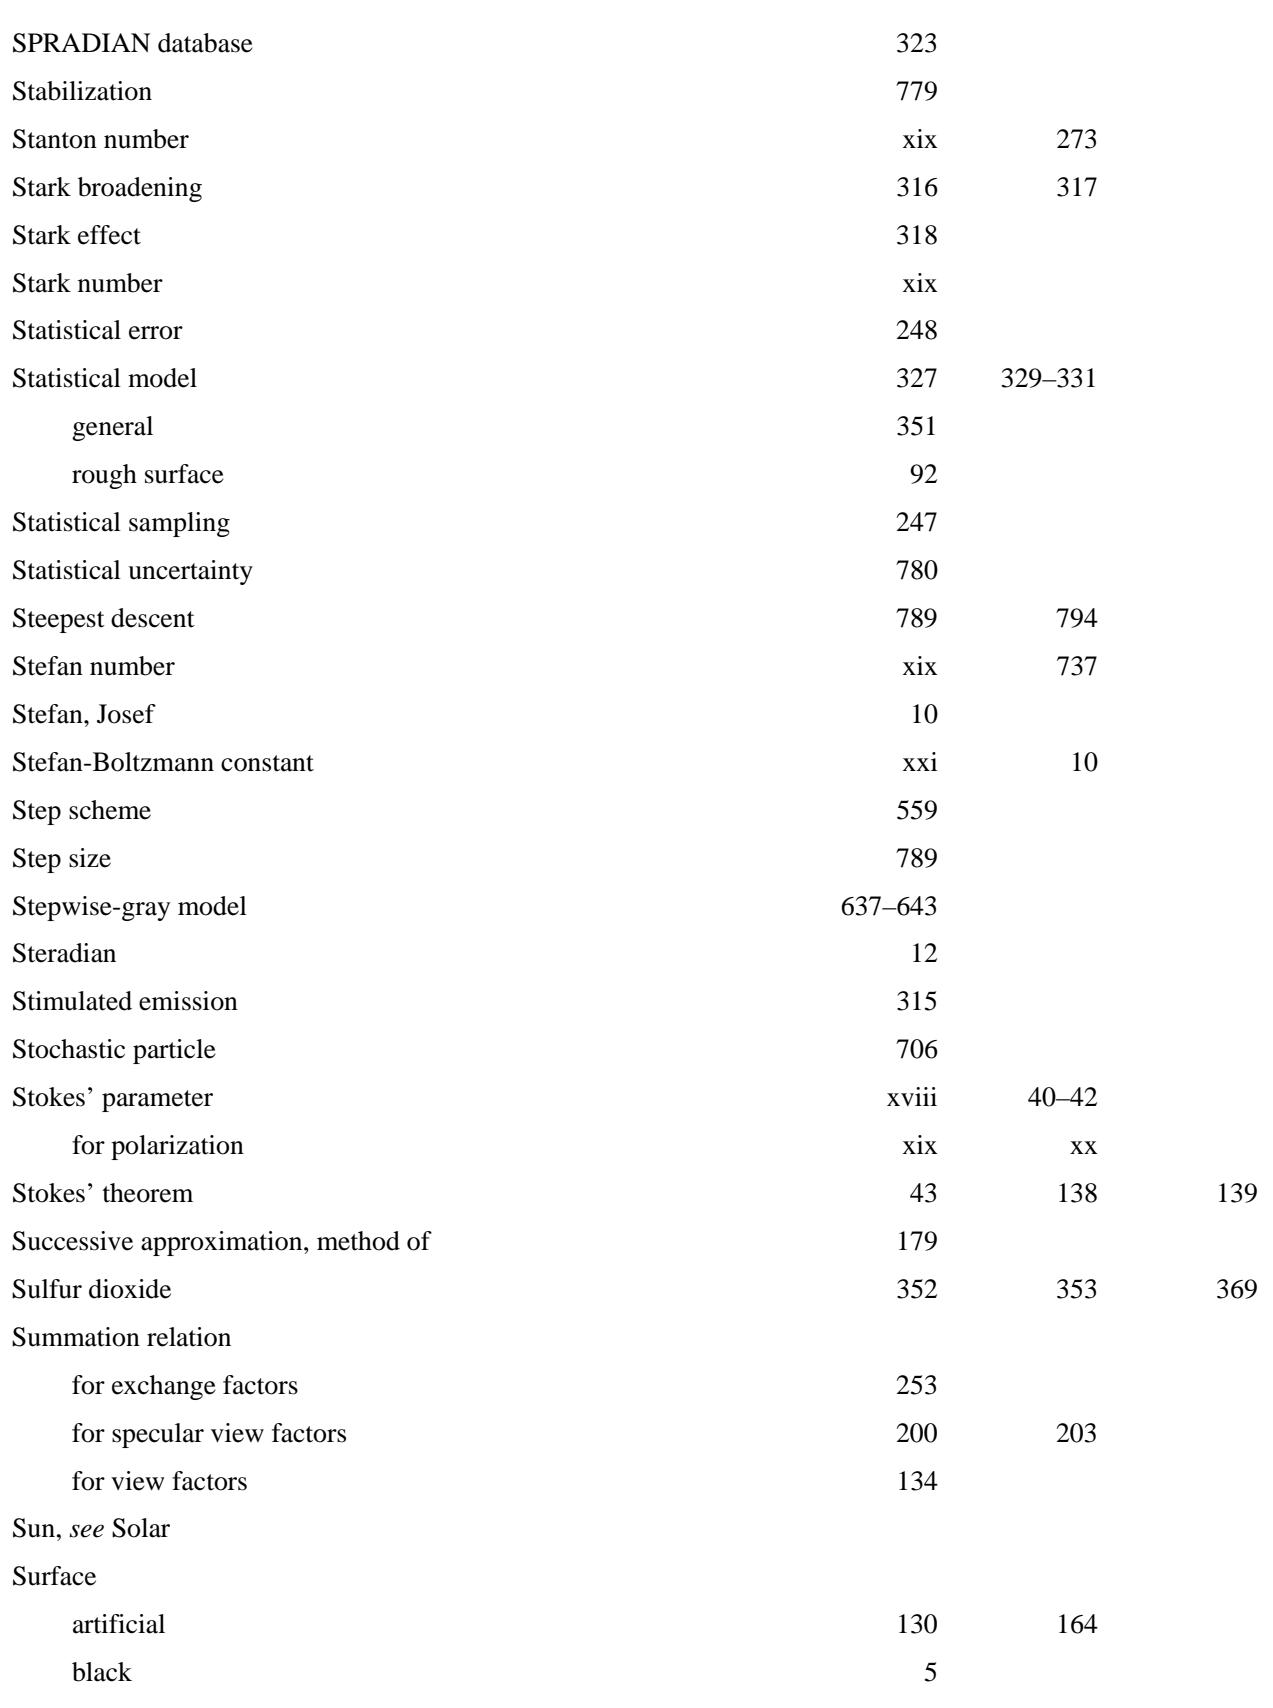 SPRADIAN database 323
Stabilization 779
Stanton number xix 273
Stark broadening 316 317
Stark effect 318
Stark number xix
Statistical error 248
Statistical model 327 329–331
general 351
rough surface 92
Statistical sampling 247
Statistical uncertainty 780
Steepest descent 789 794
Stefan number xix 737
Stefan, Josef 10
Stefan-Boltzmann constant xxi 10
Step scheme 559
Step size 789
Stepwise-gray model 637–643
Steradian 12
Stimulated emission 315
Stochastic particle 706
Stokes’ parameter xviii 40–42
for polarization xix xx
Stokes’ theorem 43 138 139
Successive approximation, method of 179
Sulfur dioxide 352 353 369
Summation relation
for exchange factors 253
for specular view factors 200 203
for view factors 134
Sun, see Solar
Surface
artificial 130 164
black 5